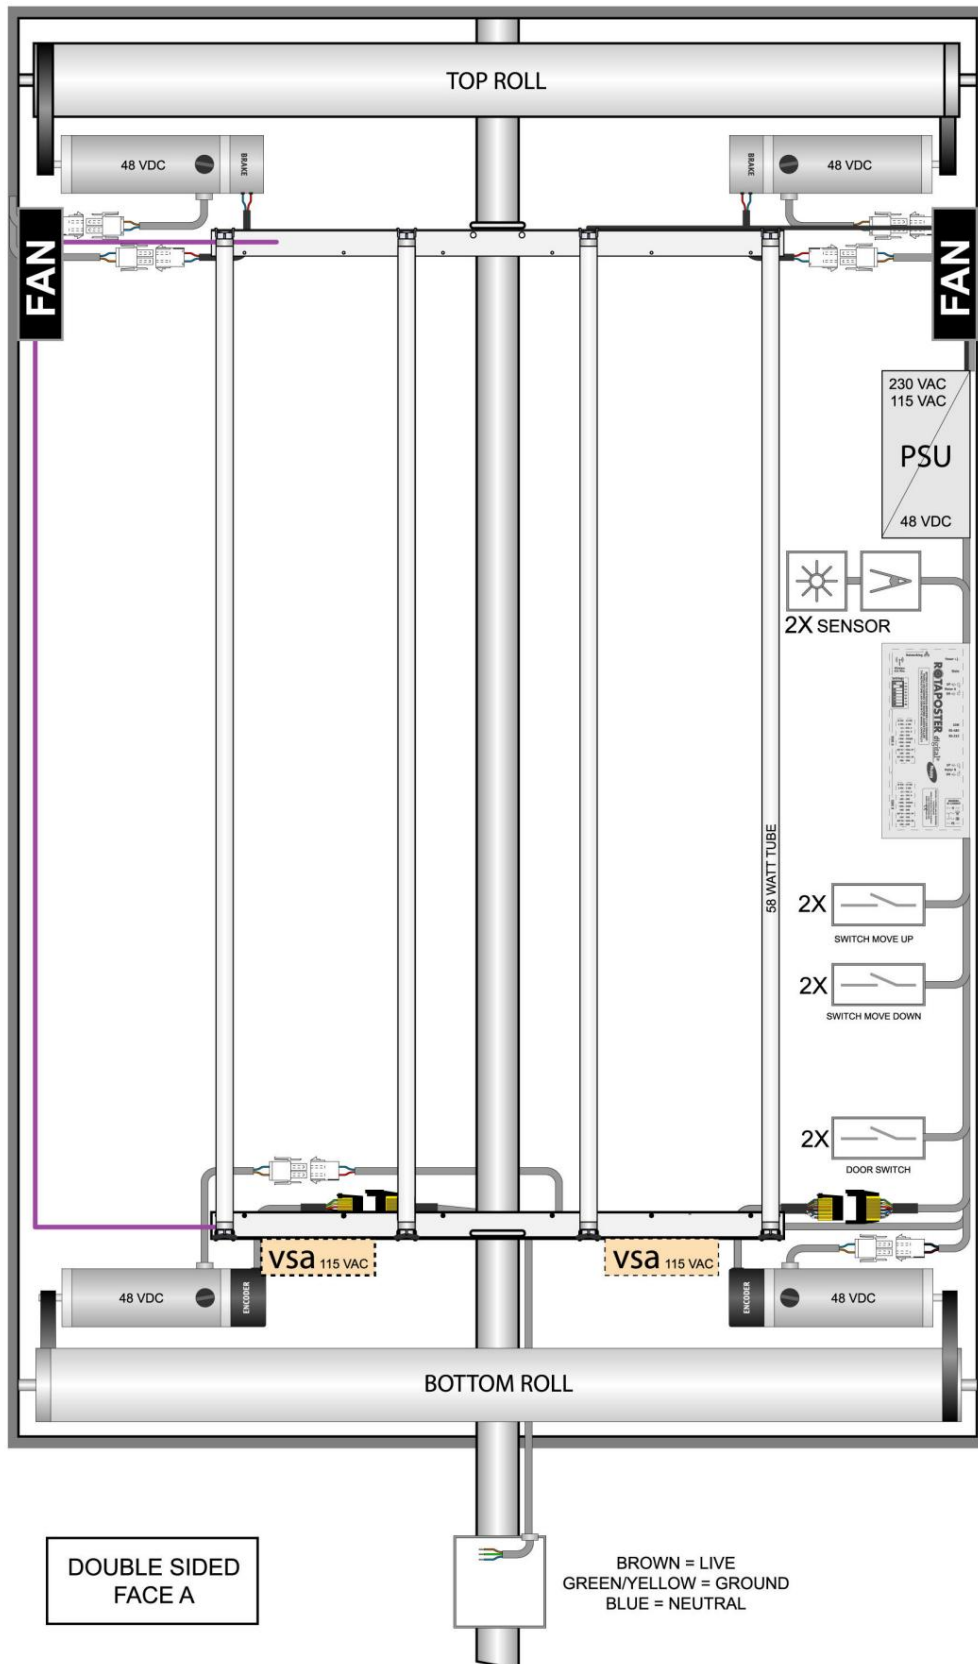 TOP ROLL
48 VDC
BRAKE
BRAKE
48 VDC
FAN
FAN
230 VAC
115 VAC
PSU
48 VDC
2X SENSOR
ROTAPOSTER digital
58 WATT TUBE
2X
SWITCH MOVE UP
2X
SWITCH MOVE DOWN
2X
DOOR SWITCH
vsa 115 VAC
vsa 115 VAC
48 VDC
ENCODER
ENCODER
48 VDC
BOTTOM ROLL
DOUBLE SIDED
FACE A
BROWN = LIVE
GREEN/YELLOW = GROUND
BLUE = NEUTRAL